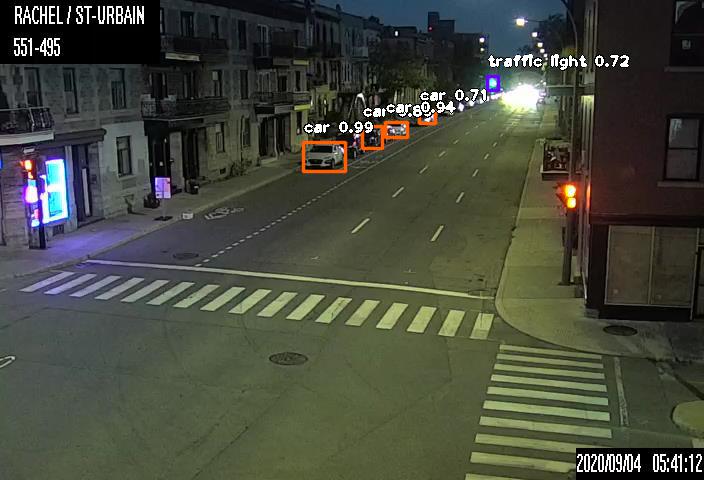 RACHEL / ST-URBAIN
551-495
traffic light 0.72
car 0.71
car 0.94
car 0.99
2020/09/04 05:41:12